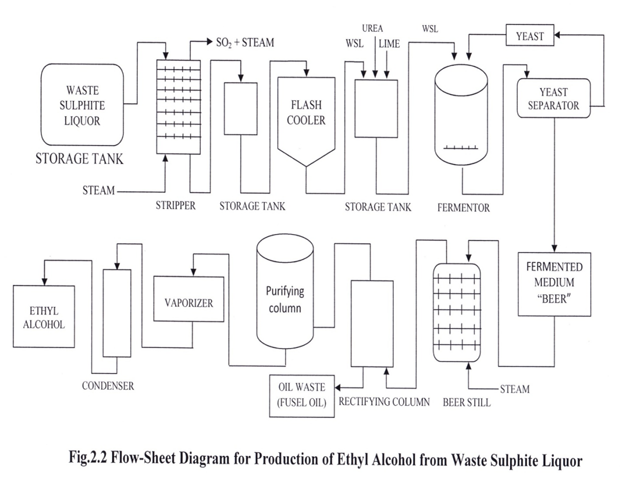 SO₂ + STEAM
WASTE
SULPHITE
LIQUOR
STORAGE TANK
STEAM
STRIPPER
STORAGE TANK
FLASH
COOLER
UREA
WSL
LIME
STORAGE TANK
WSL
YEAST
FERMENTOR
YEAST
SEPARATOR
FERMENTED
MEDIUM
“BEER”
STEAM
BEER STILL
RECTIFYING COLUMN
OIL WASTE
(FUSEL OIL)
Purifying
column
VAPORIZER
CONDENSER
ETHYL
ALCOHOL
Fig.2.2 Flow-Sheet Diagram for Production of Ethyl Alcohol from Waste Sulphite Liquor